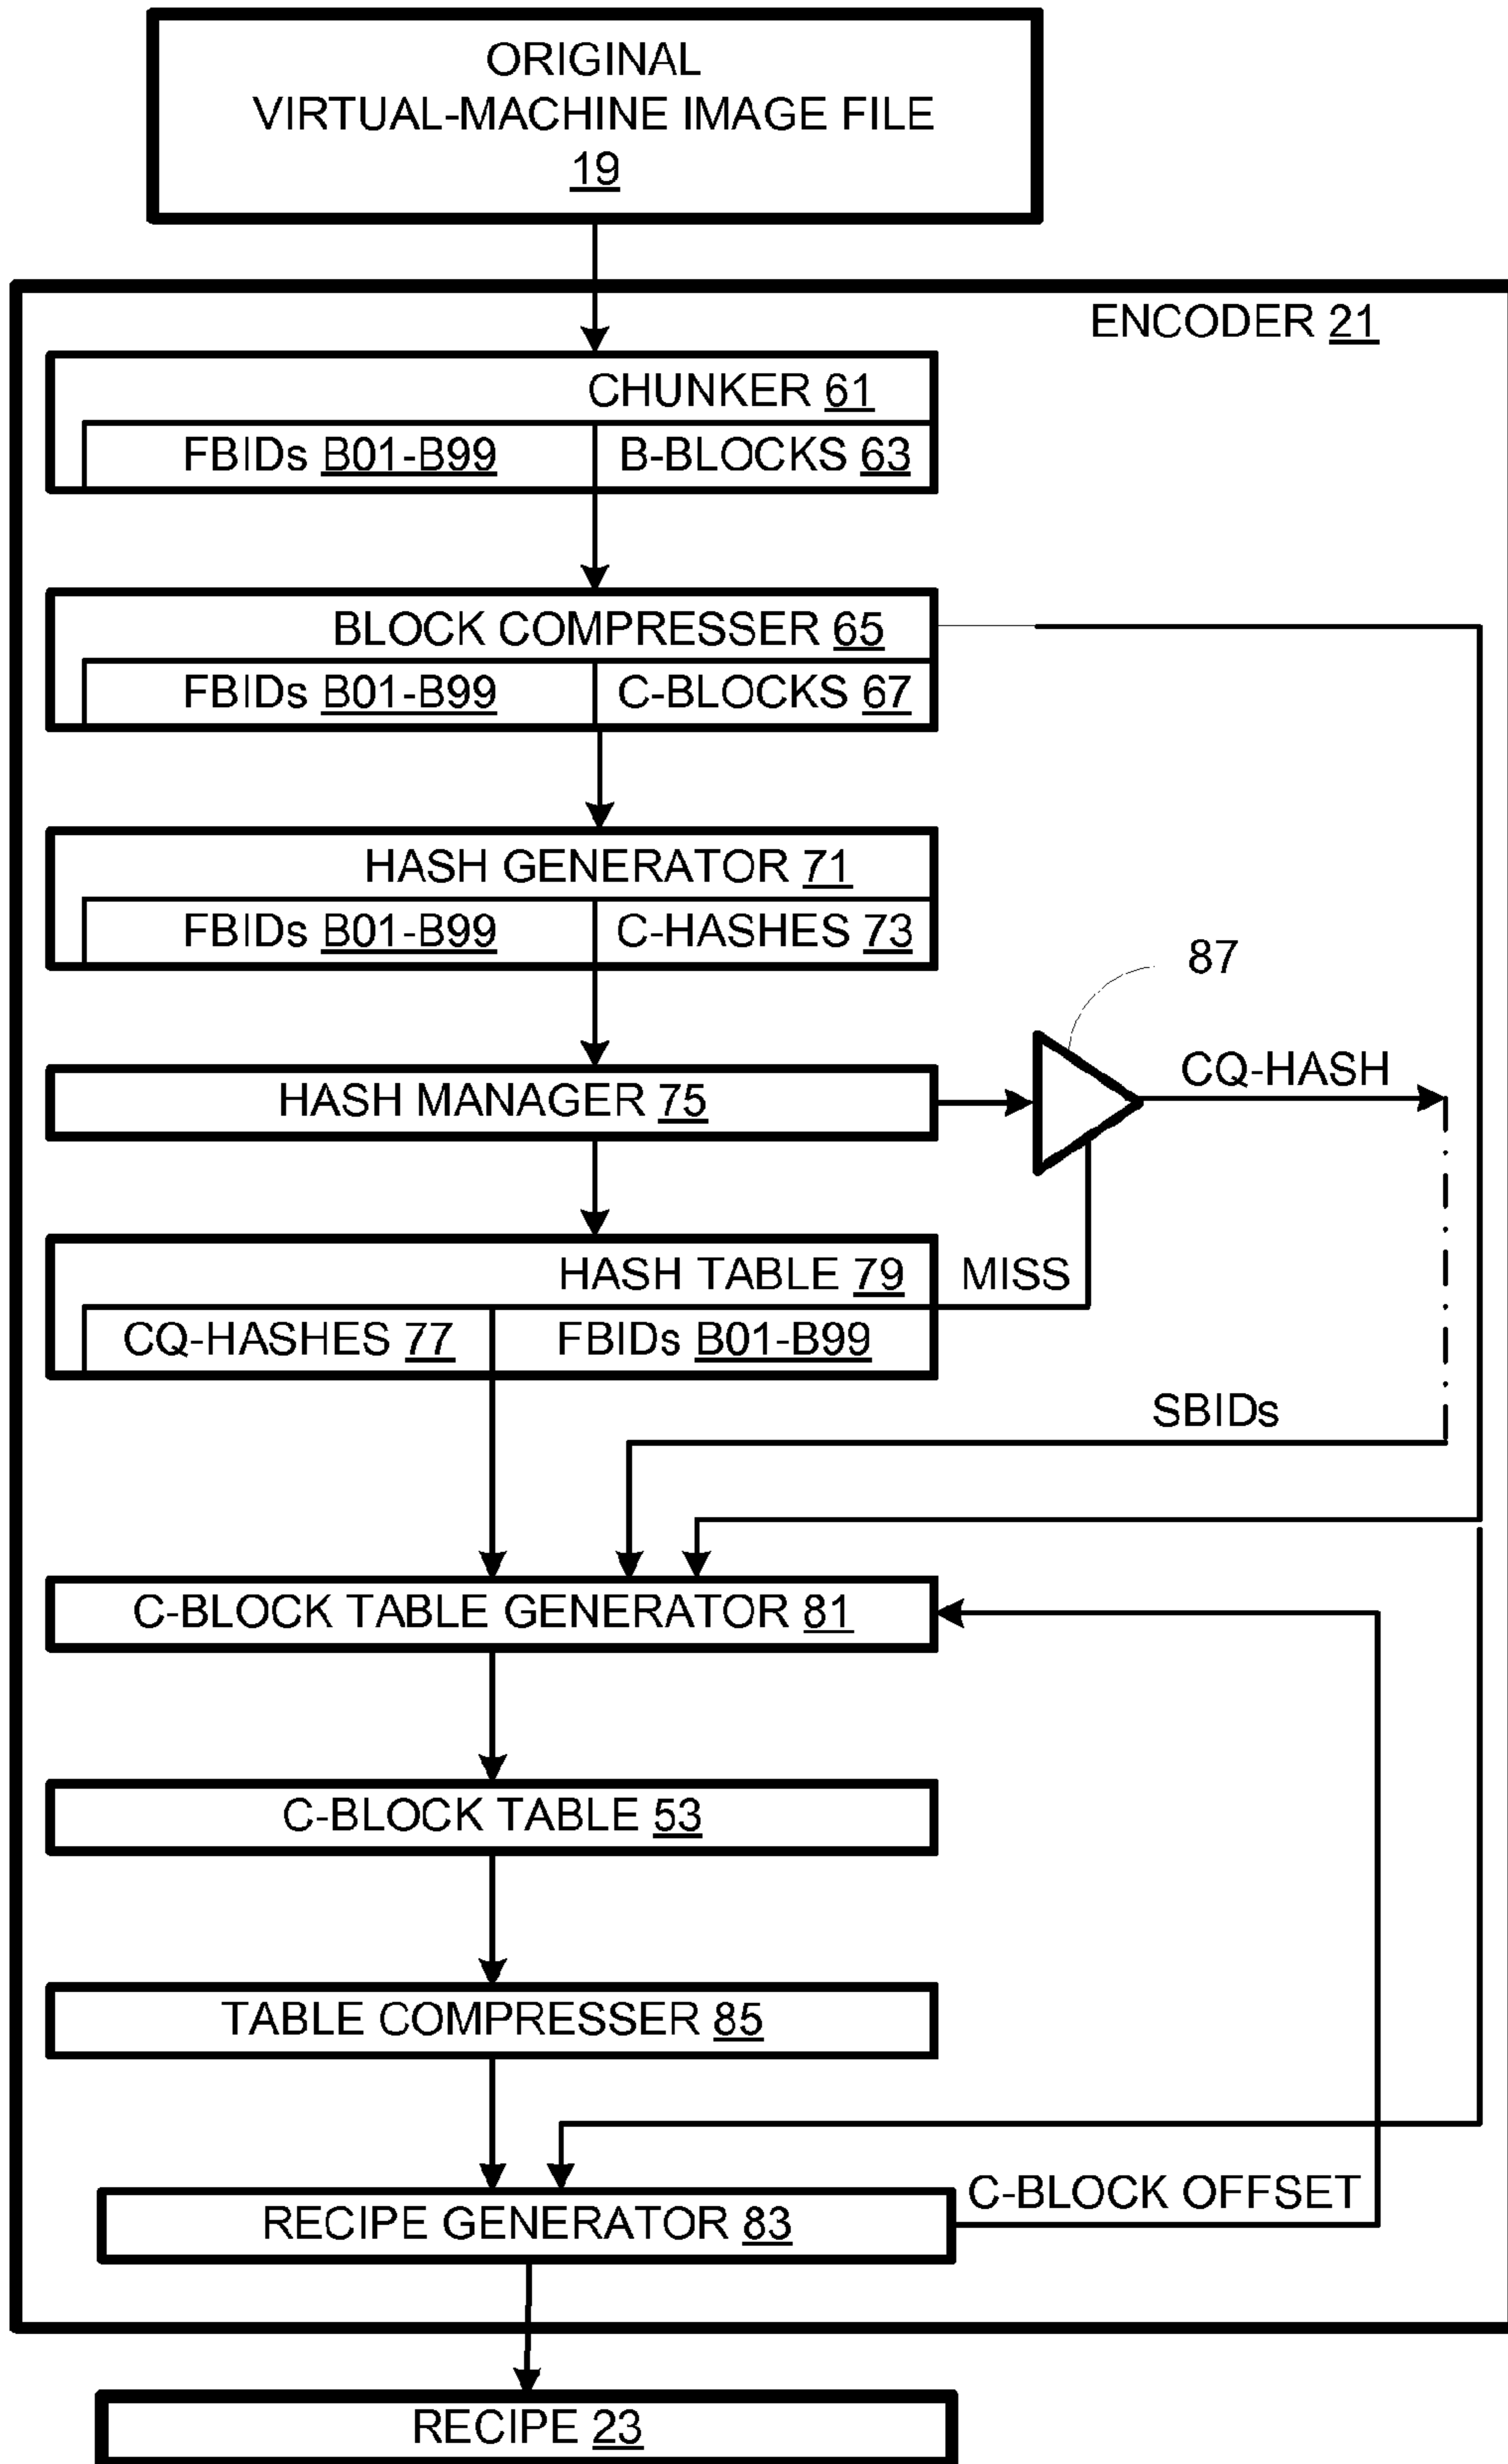 ORIGINAL
VIRTUAL-MACHINE IMAGE FILE
19
ENCODER 21
CHUNKER 61
FBIDs B01-B99
B-BLOCKS 63
BLOCK COMPRESSER 65
FBIDs B01-B99
C-BLOCKS 67
HASH GENERATOR 71
FBIDs B01-B99
C-HASHES 73
87
CQ-HASH
HASH MANAGER 75
HASH TABLE 79
MISS
CQ-HASHES 77
FBIDs B01-B99
SBIDs
C-BLOCK TABLE GENERATOR 81
C-BLOCK TABLE 53
TABLE COMPRESSER 85
RECIPE GENERATOR 83
C-BLOCK OFFSET
RECIPE 23